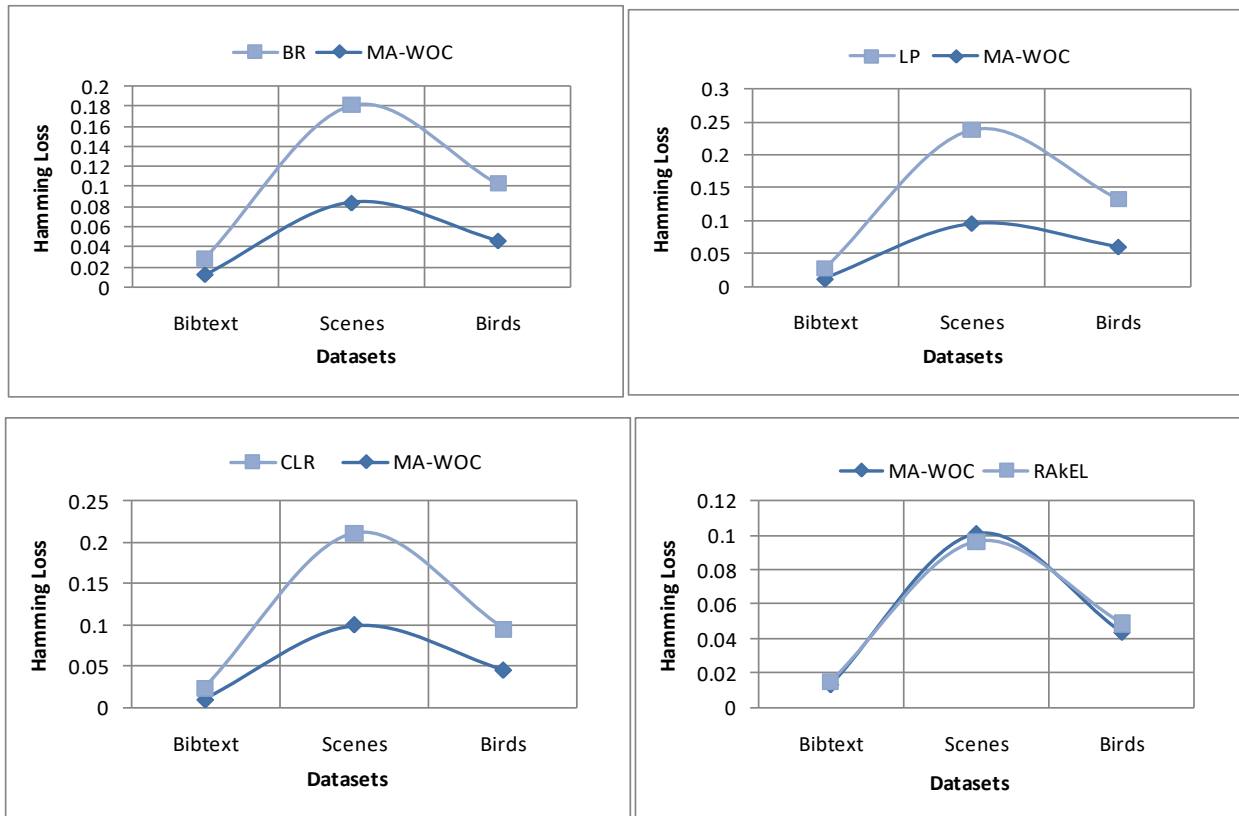 BR MA-WOC
0.2
0.18
0.16
0.14
0.12
0.1
0.08
0.06
0.04
0.02
0
Hamming Loss
Bibtext Scenes Birds
Datasets
LP MA-WOC
0.3
0.25
0.2
0.15
0.1
0.05
0
Hamming Loss
Bibtext Scenes Birds
Datasets
CLR MA-WOC
0.25
0.2
0.15
0.1
0.05
0
Hamming Loss
Bibtext Scenes Birds
Datasets
MA-WOC RAkEL
0.12
0.1
0.08
0.06
0.04
0.02
0
Hamming Loss
Bibtext Scenes Birds
Datasets